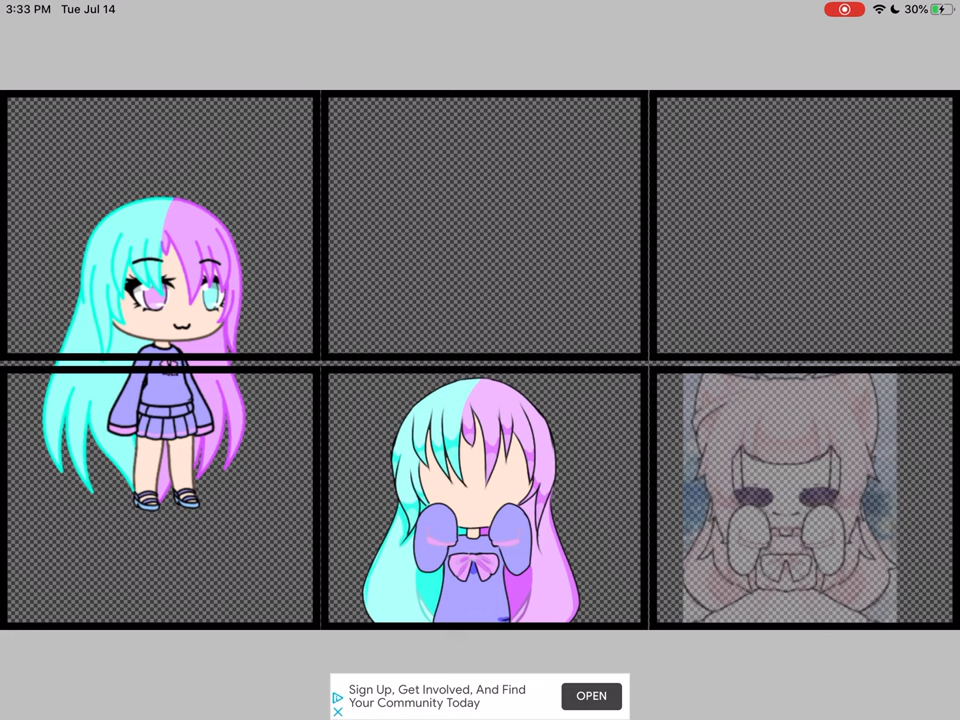 3:33 PM Tue Jul 14
30%
Sign Up, Get Involved, And Find
Your Community Today
OPEN